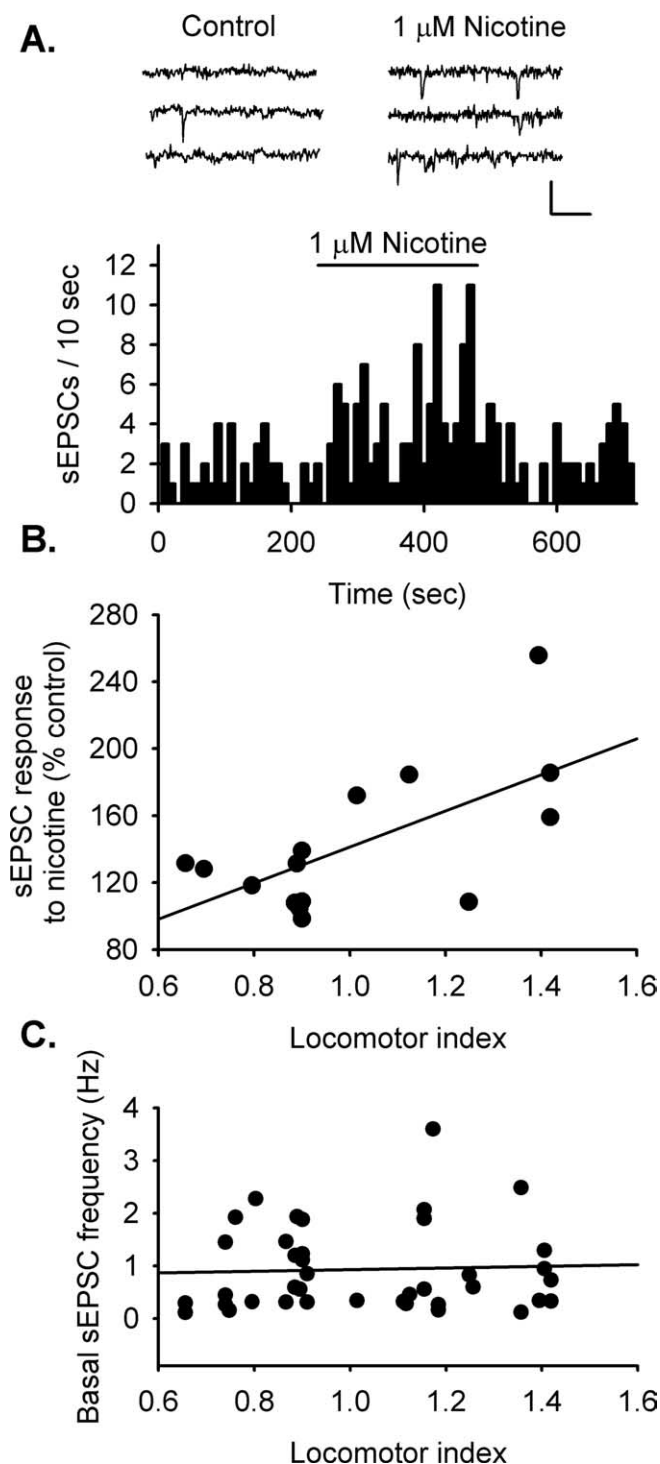 A.
Control
1 μM Nicotine
1 μM Nicotine
sEPSCs / 10 sec
12
10
8
6
4
2
0
0 200 400 600
Time (sec)
B.
sEPSC response
to nicotine (% control)
280
240
200
160
120
80
0.6 0.8 1.0 1.2 1.4 1.6
Locomotor index
C.
Basal sEPSC frequency (Hz)
4
3
2
1
0
0.6 0.8 1.0 1.2 1.4 1.6
Locomotor index